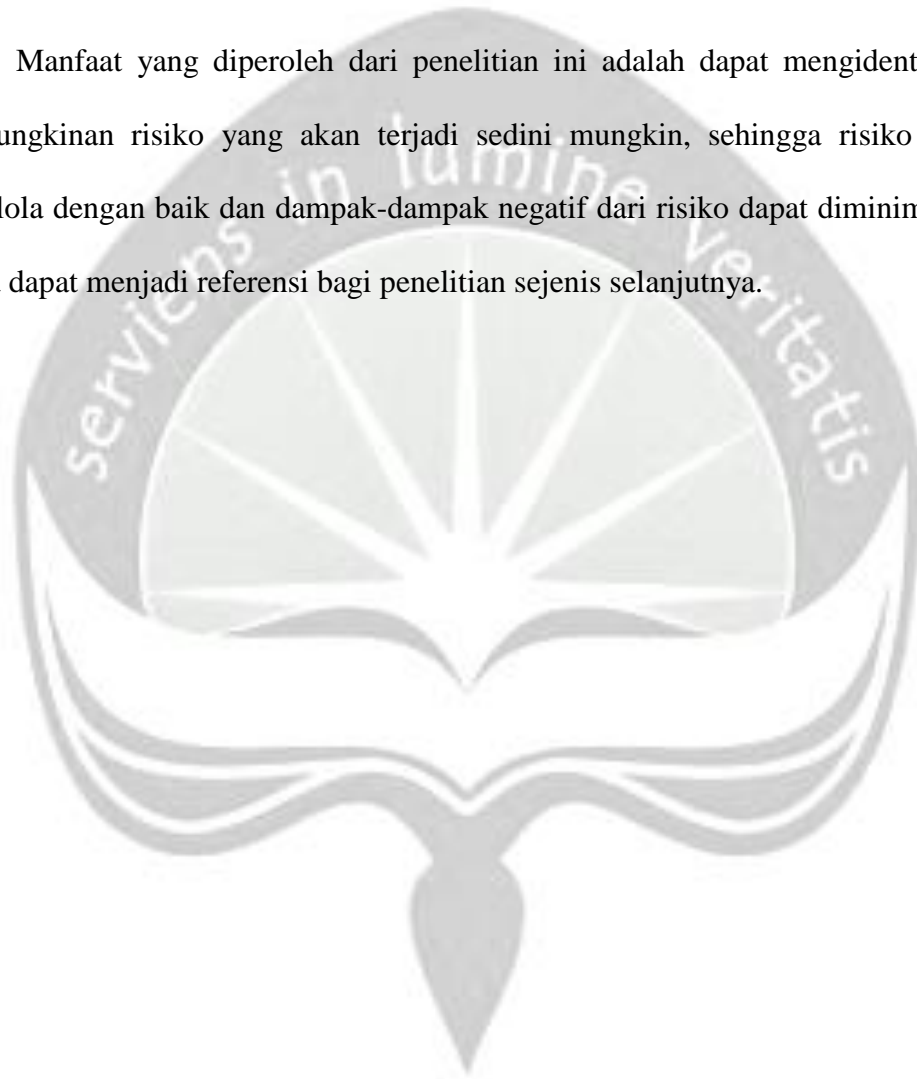 Manfaat yang diperoleh dari penelitian ini adalah dapat mengident
ungkinan risiko yang akan terjadi sedini mungkin, sehingga risiko
lola dengan baik dan dampak-dampak negatif dari risiko dapat diminim
dapat menjadi referensi bagi penelitian sejenis selanjutnya.
serviens in lumine veritatis